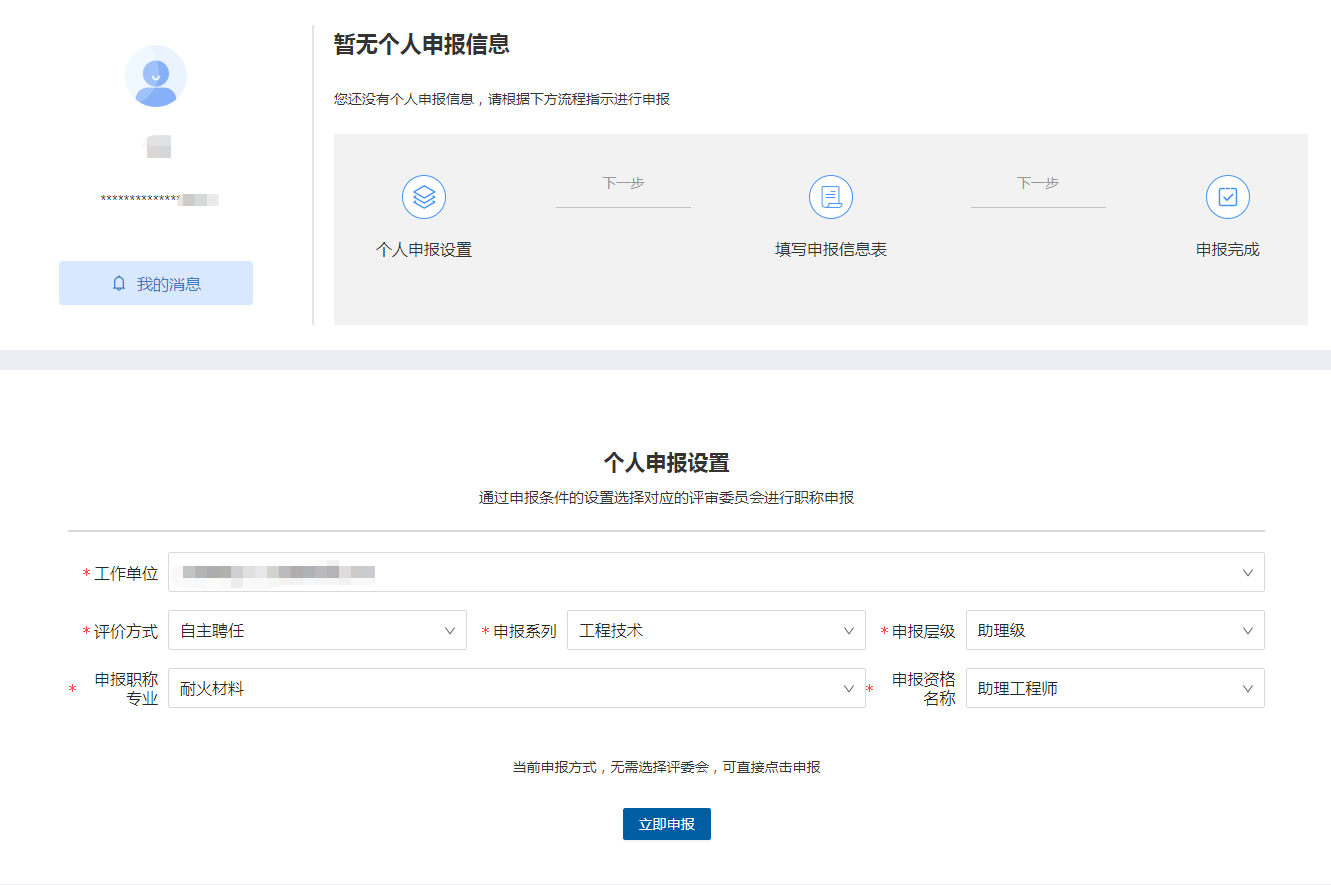 暂无个人申报信息
您还没有个人申报信息，请根据下方流程指示进行申报
下一步
下一步
个人申报设置
填写申报信息表
申报完成
**************
我的消息
个人申报设置
通过申报条件的设置选择对应的评审委员会进行职称申报
* 工作单位
* 评价方式 自主聘任 * 申报系列 工程技术 * 申报层级 助理级
* 申报职称专业 耐火材料 * 申报资格名称 助理工程师
当前申报方式，无需选择评委会，可直接点击申报
立即申报